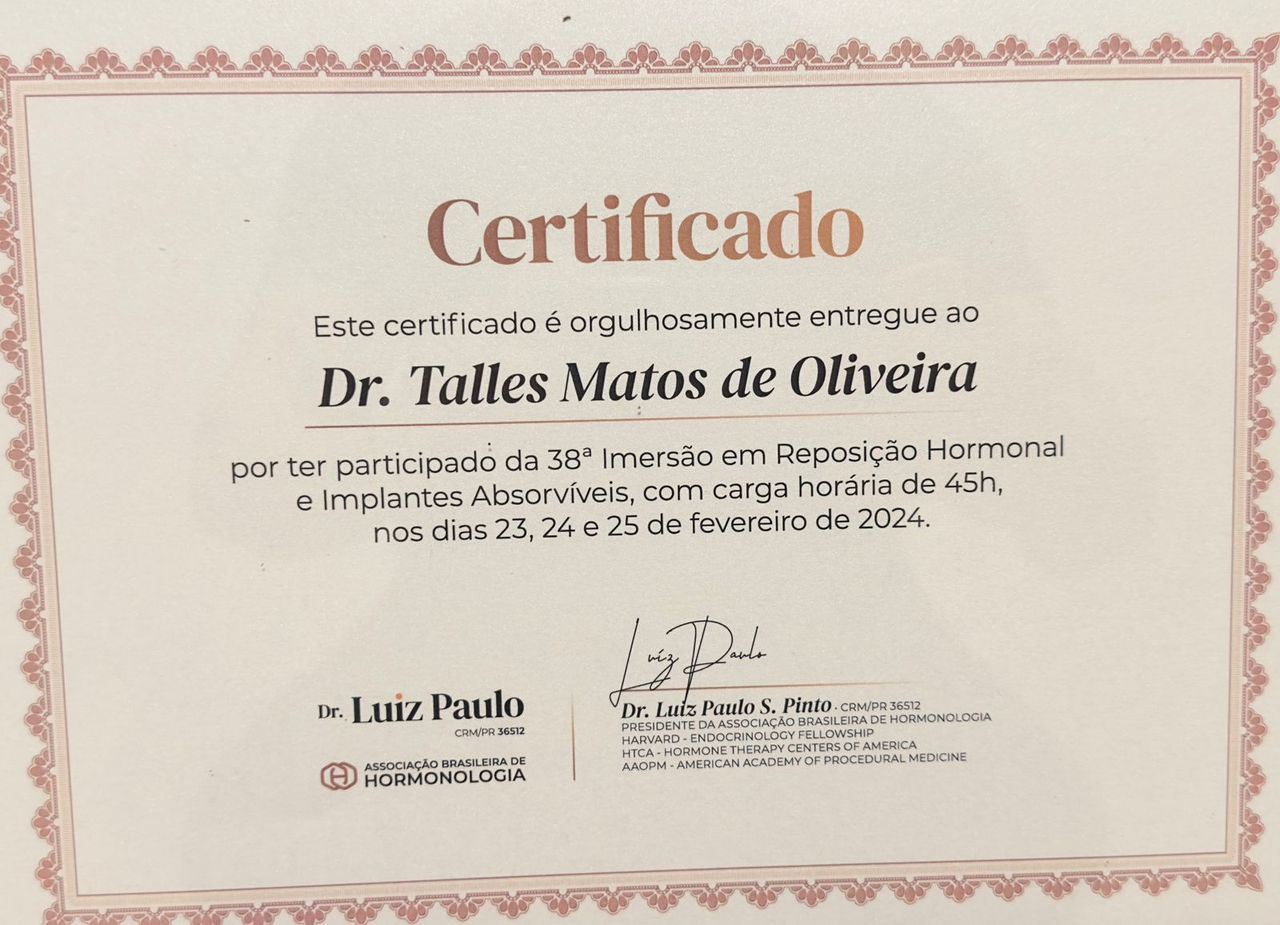 Certificado
Este certificado é orgulhosamente entregue ao
Dr. Talles Matos de Oliveira
por ter participado da 38ª Imersão em Reposição Hormonal
e Implantes Absorvíveis, com carga horária de 45h,
nos dias 23, 24 e 25 de fevereiro de 2024.
Dr. Luiz Paulo
CRM/PR 36512
ASSOCIAÇÃO BRASILEIRA DE
HORMONOLOGIA
Luiz Paulo
Dr. Luiz Paulo S. Pinto · CRM/PR 36512
PRESIDENTE DA ASSOCIAÇÃO BRASILEIRA DE HORMONOLOGIA
HARVARD - ENDOCRINOLOGY FELLOWSHIP
HTCA - HORMONE THERAPY CENTERS OF AMERICA
AAOPM - AMERICAN ACADEMY OF PROCEDURAL MEDICINE